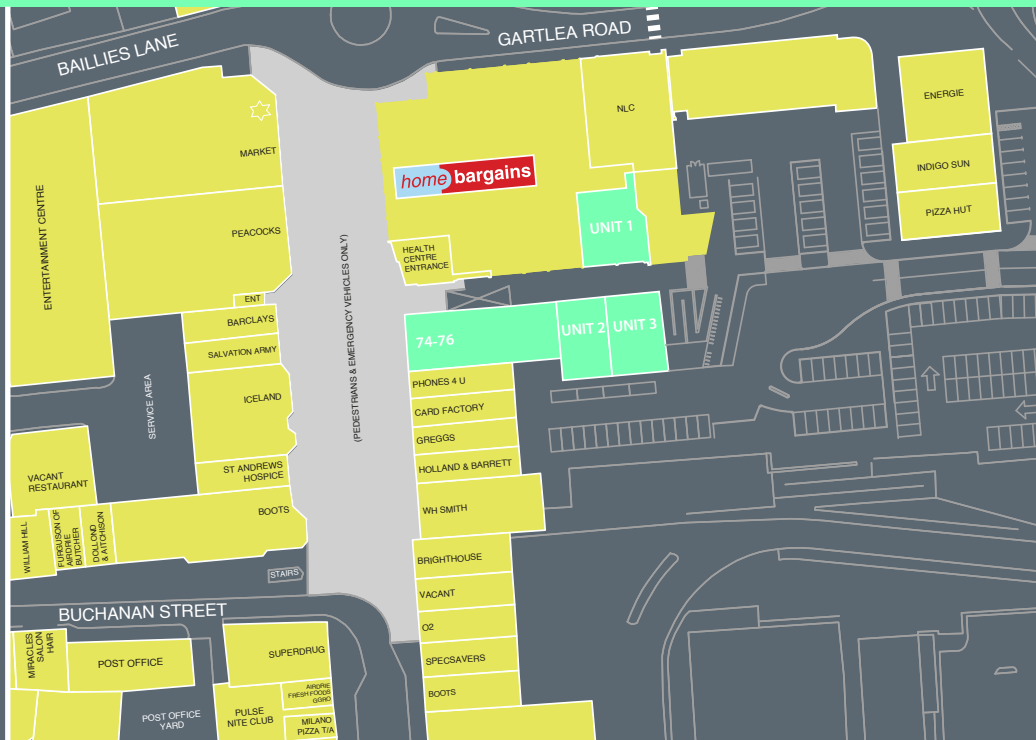 BAILLIES LANE
GARTLEA ROAD
ENTERTAINMENT CENTRE
MARKET
PEACOCKS
ENT
BARCLAYS
SALVATION ARMY
ICELAND
ST ANDREWS
HOSPICE
BOOTS
SERVICE AREA
VACANT
RESTAURANT
WILLIAM HILL
FURGUSON OF
AIRDRIE
BUTCHER
DOLLOND
& AITCHISON
(PEDESTRIANS & EMERGENCY VEHICLES ONLY)
home bargains
NLC
HEALTH
CENTRE
ENTRANCE
UNIT 1
74-76
UNIT 2
UNIT 3
ENERGIE
INDIGO SUN
PIZZA HUT
PHONES 4 U
CARD FACTORY
GREGGS
HOLLAND & BARRETT
WH SMITH
BRIGHTHOUSE
VACANT
O2
SPECSAVERS
BOOTS
STAIRS
BUCHANAN STREET
MIRACLES
SALON
HAIR
POST OFFICE
POST OFFICE
YARD
SUPERDRUG
PULSE
NITE CLUB
AIRDRIE
FRESH FOODS
GGRO
MILANO
PIZZA T/A